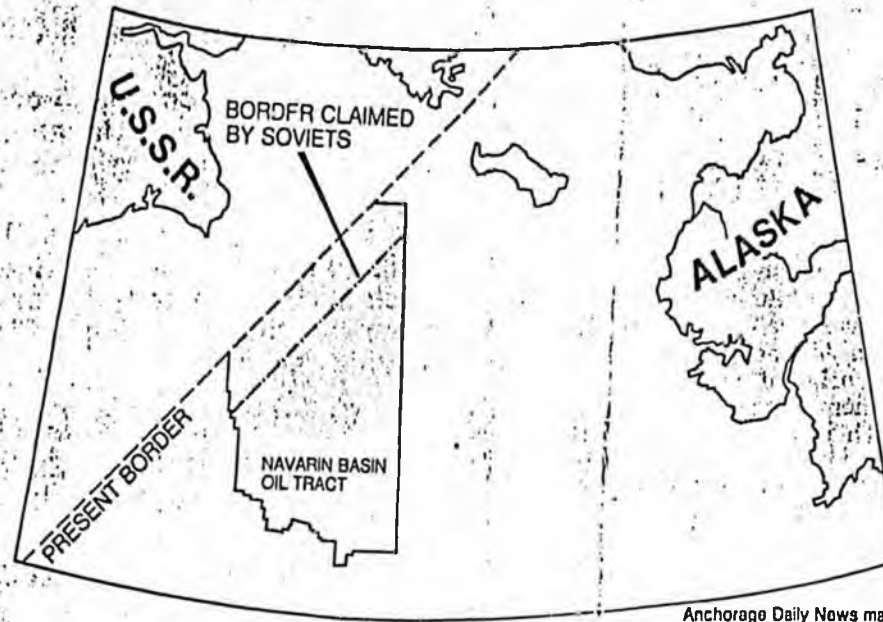 U.S.S.R.
BORDFR CLAIMED
BY SOVIETS
ALASKA
PRESENT BORDER
NAVARIN BASIN
OIL TRACT
Anchorage Daily News ma